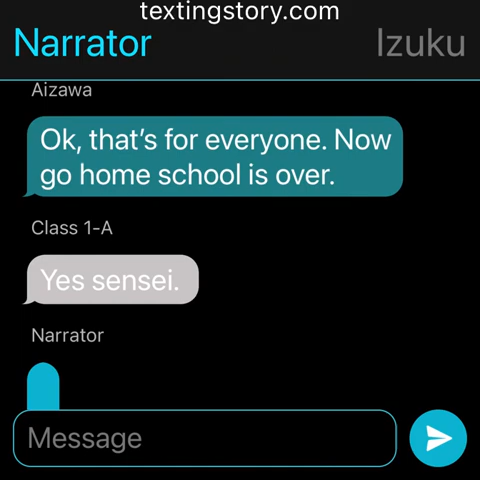 textingstory.com
Narrator
Izuku
Aizawa
Ok, that’s for everyone. Now
go home school is over.
Class 1-A
Yes sensei.
Narrator
Message